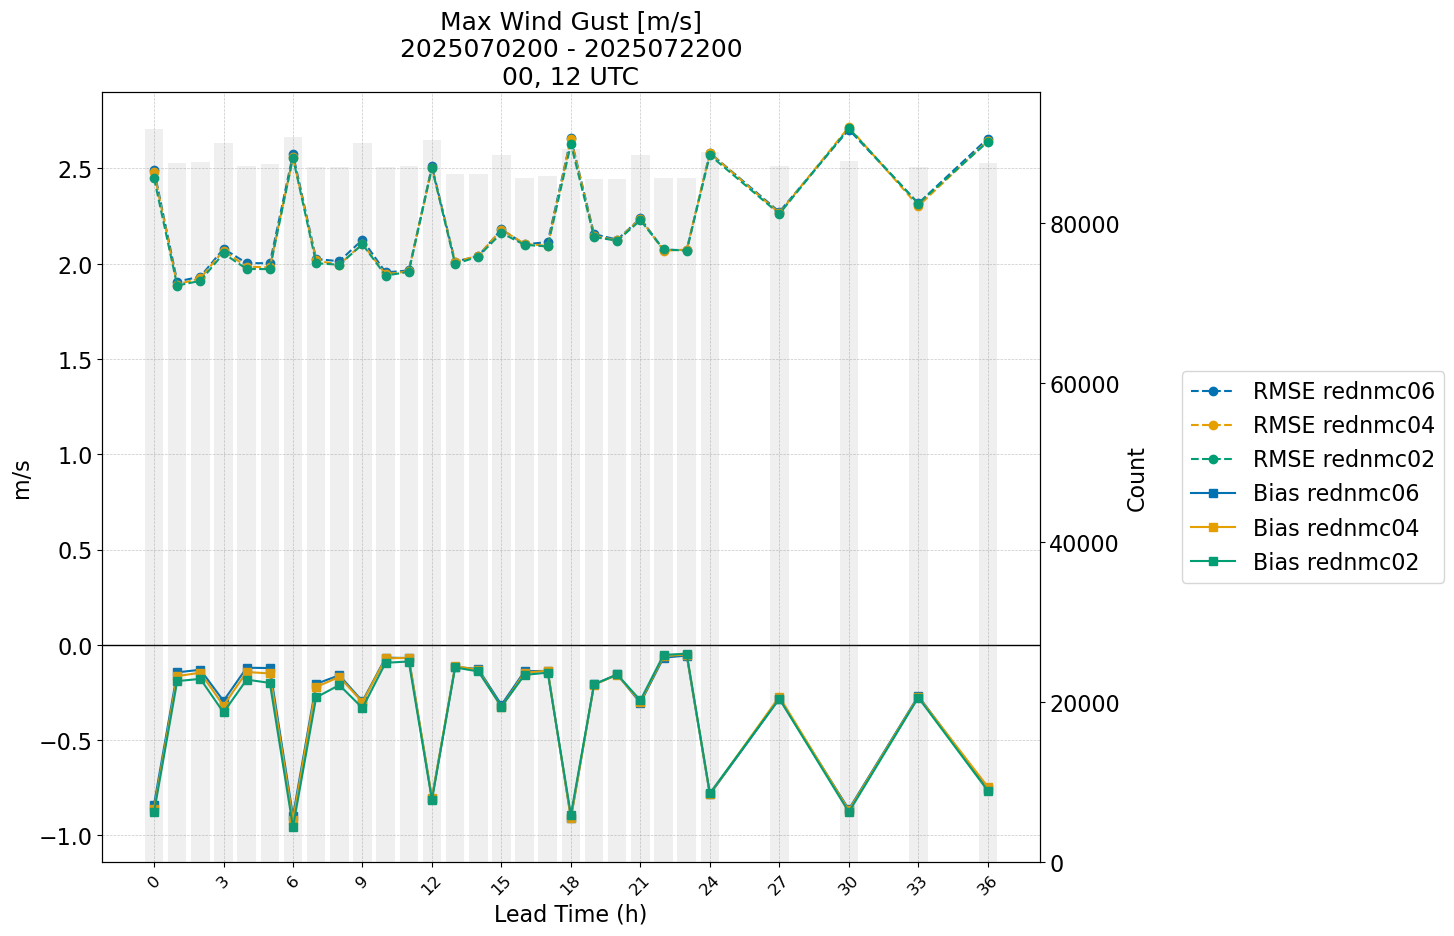 Max Wind Gust [m/s]
2025070200 - 2025072200
00, 12 UTC
2.5
2.0
1.5
1.0
0.5
0.0
−0.5
−1.0
m/s
80000
60000
40000
20000
0
Count
0
3
6
9
12
15
18
21
24
27
30
33
36
Lead Time (h)
RMSE rednmc06
RMSE rednmc04
RMSE rednmc02
Bias rednmc06
Bias rednmc04
Bias rednmc02